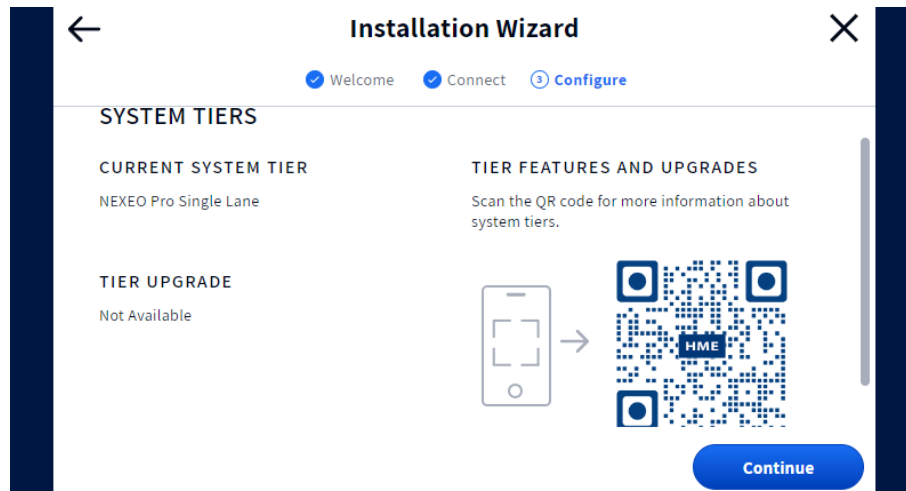 Installation Wizard
Welcome
Connect
3 Configure
SYSTEM TIERS
CURRENT SYSTEM TIER
NEXEO Pro Single Lane
TIER UPGRADE
Not Available
TIER FEATURES AND UPGRADES
Scan the QR code for more information about
system tiers.
HME
Continue